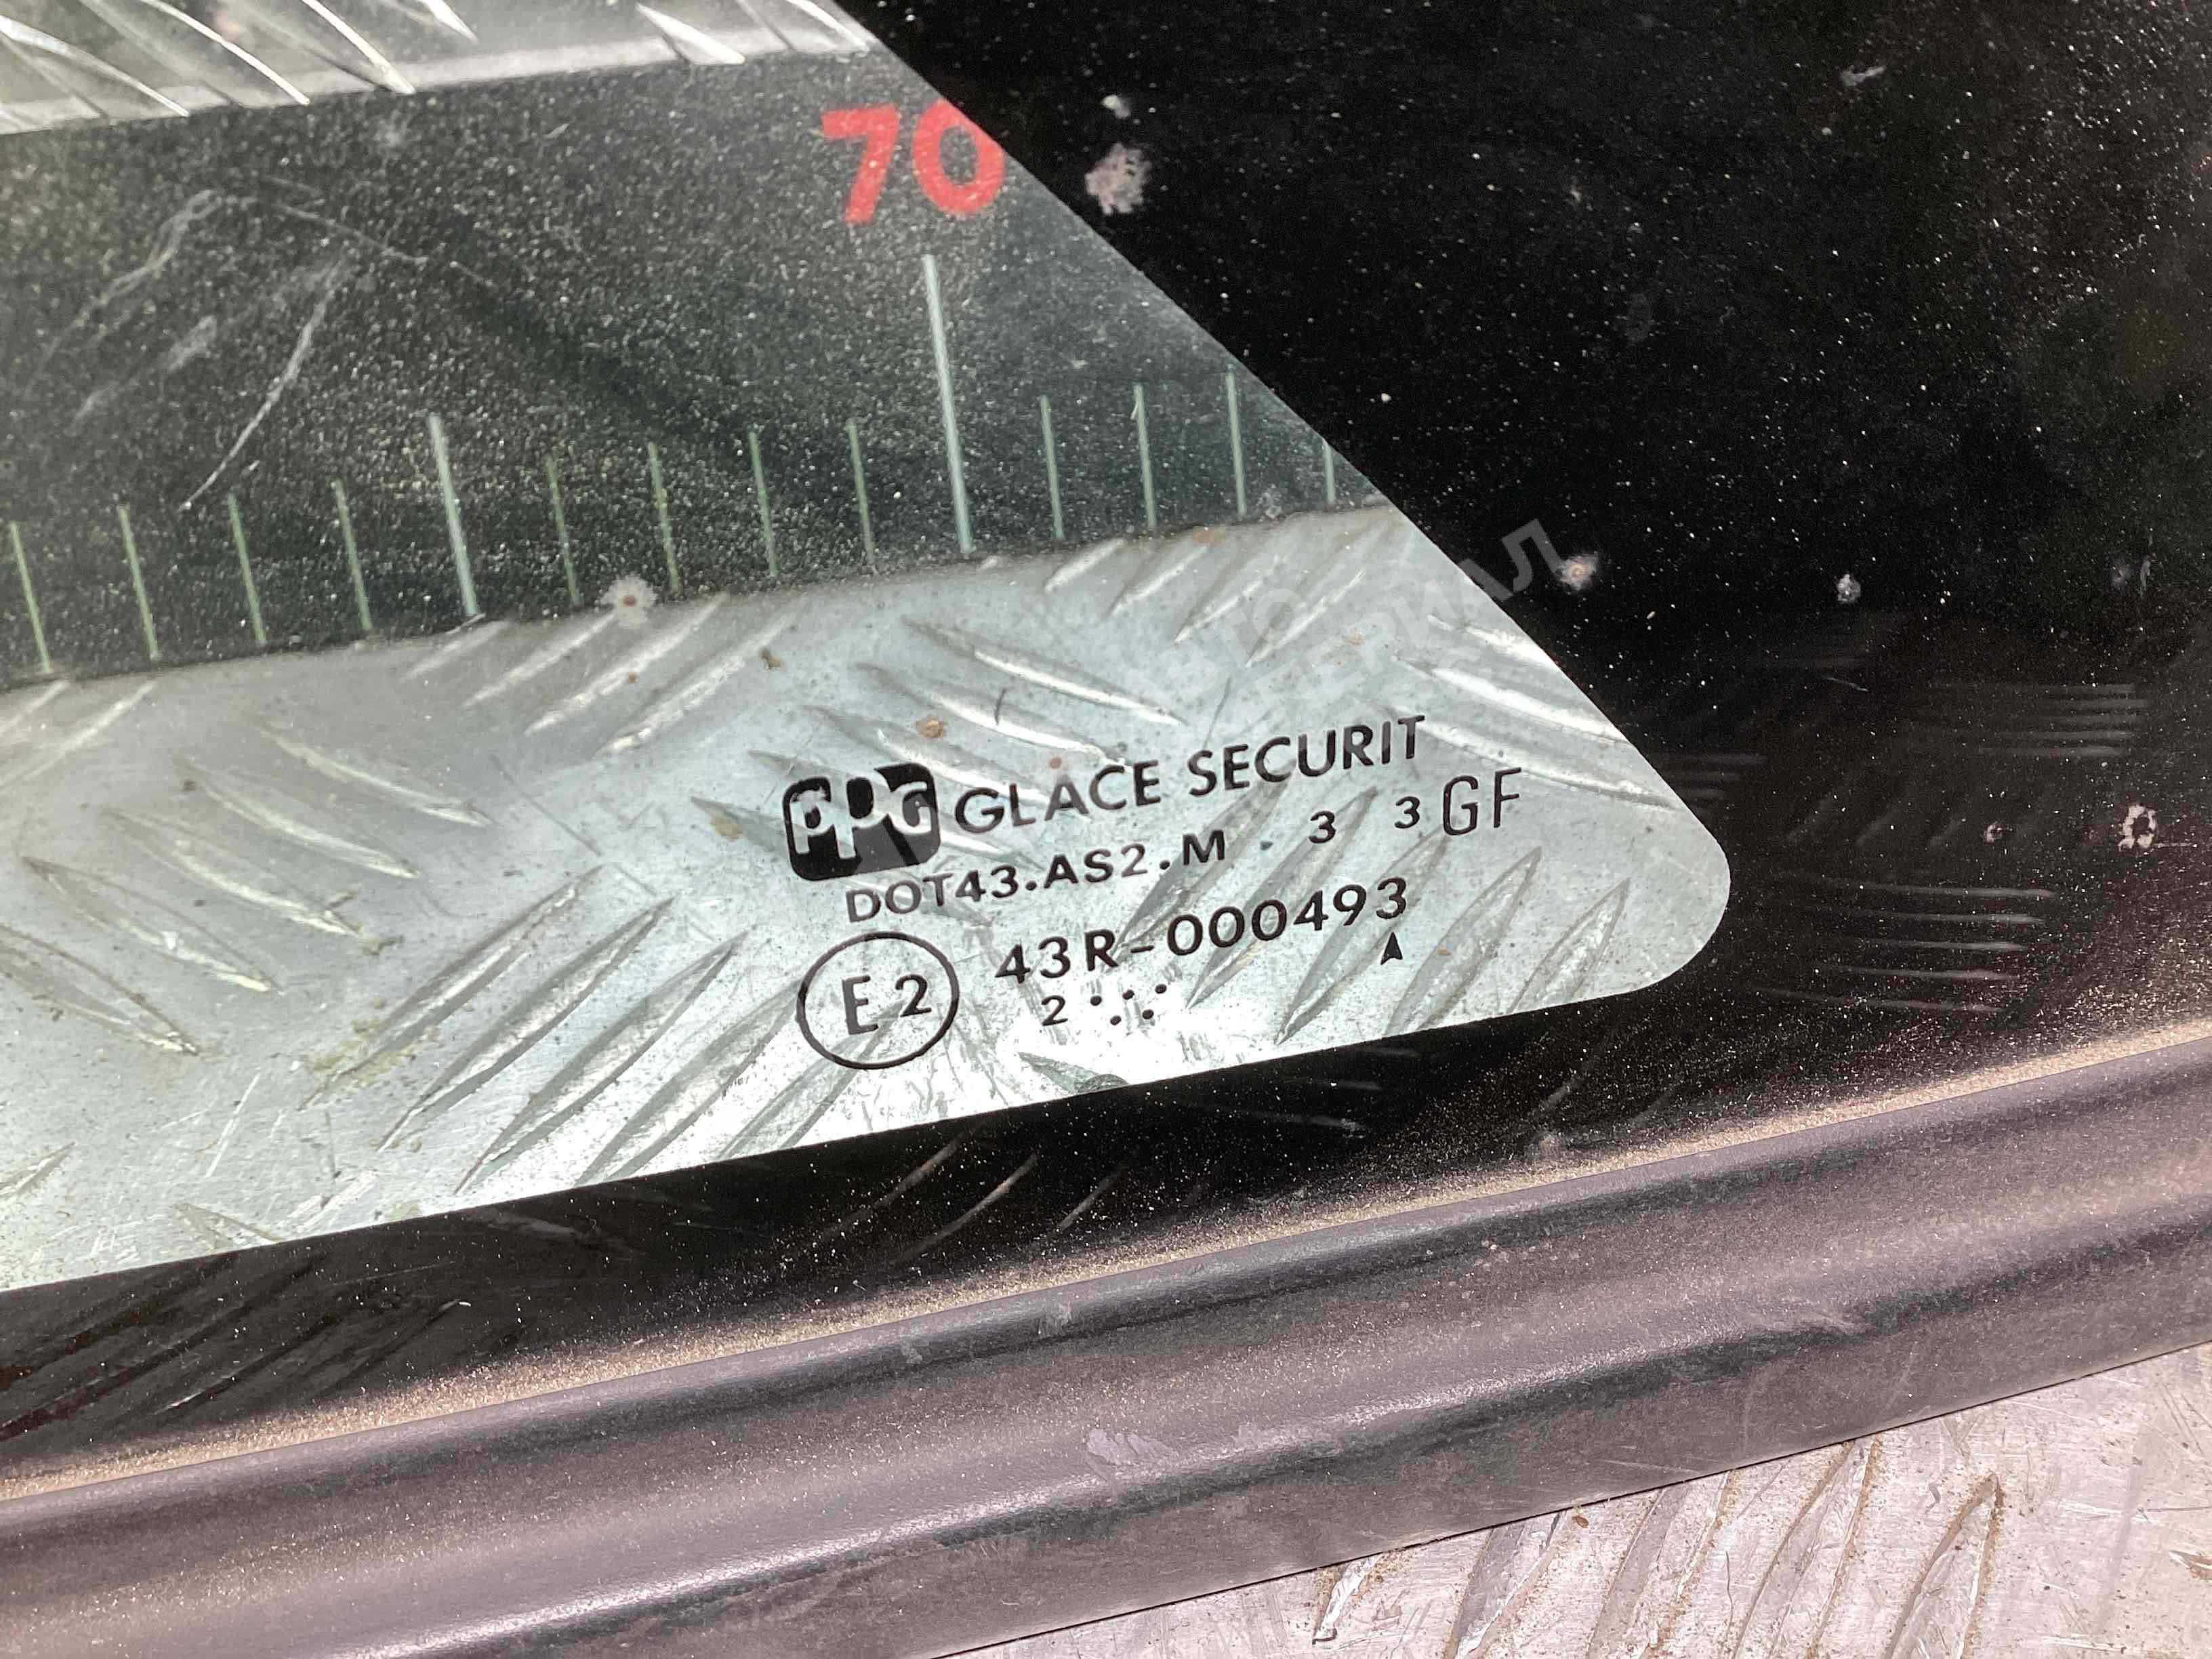 70
PPG GLACE SECURIT
DOT43.AS2.M . 3 3 GF
E2 43R-000493
2 ··.·.·